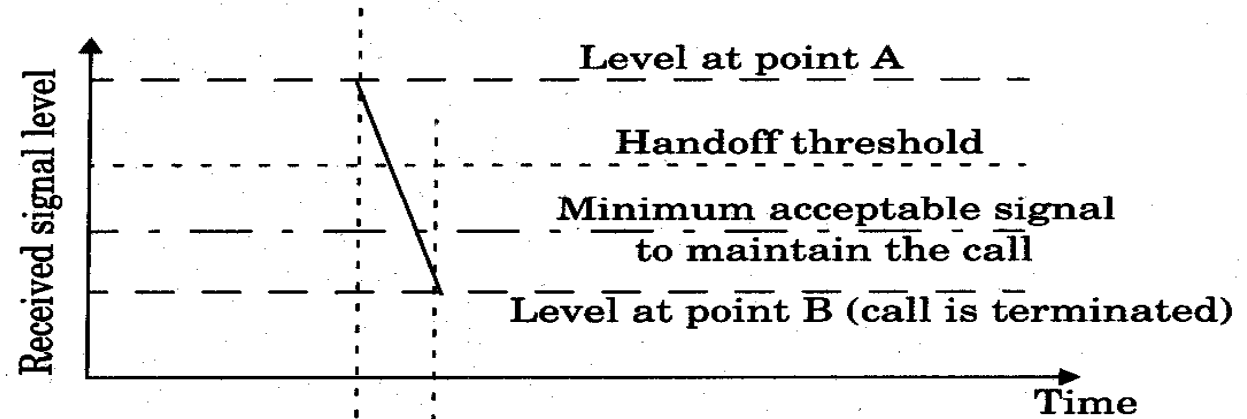 Received signal level
Level at point A
Handoff threshold
Minimum acceptable signal
to maintain the call
Level at point B (call is terminated)
Time